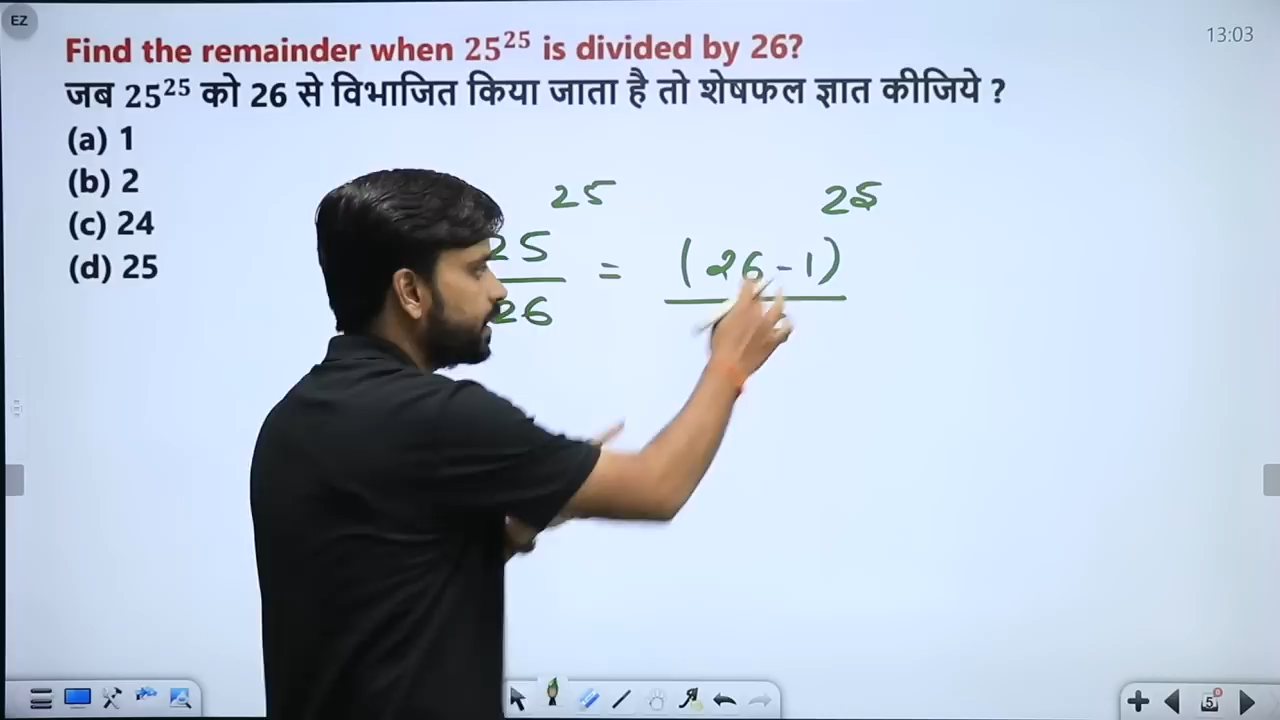 EZ
13:03
Find the remainder when 25²⁵ is divided by 26?
जब 25²⁵ को 26 से विभाजित किया जाता है तो शेषफल ज्ञात कीजिये ?
(a) 1
(b) 2
(c) 24
(d) 25
25 25
25 = (26-1)
26
5